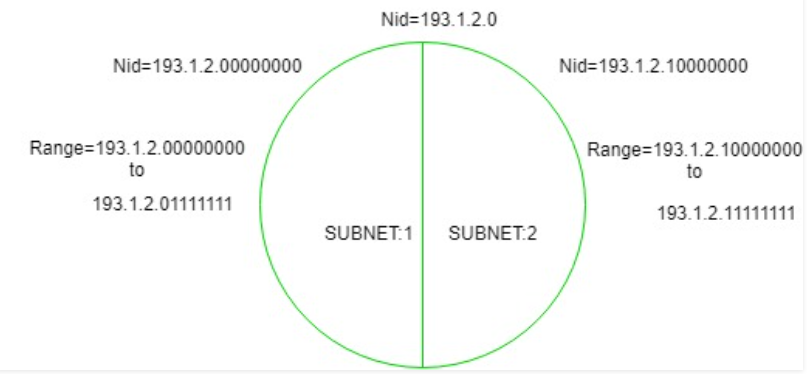 Nid=193.1.2.0
Nid=193.1.2.00000000
Nid=193.1.2.10000000
Range=193.1.2.00000000
to
193.1.2.01111111
Range=193.1.2.10000000
to
193.1.2.11111111
SUBNET:1
SUBNET:2